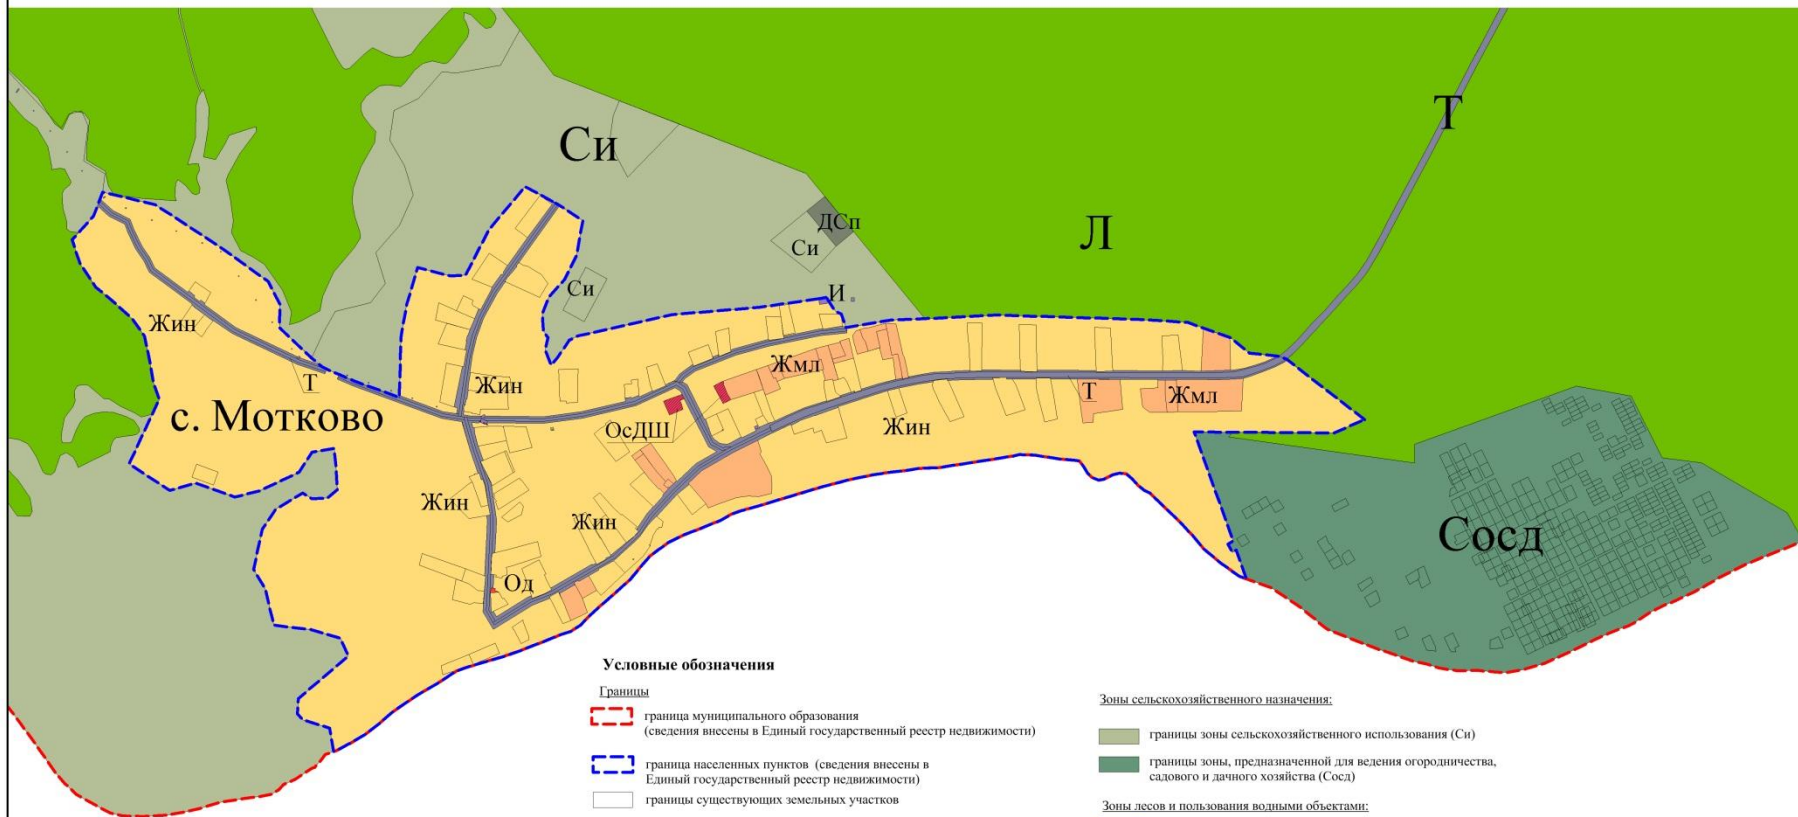 Т
Си
ДСп
Си
Л
Си
И
Жин
Т
Жмл
Жин
Т
Жмл
с. Мотково
ОсДШ
Жин
Жин
Жин
Сосд
Од
Условные обозначения
Границы
граница муниципального образования
(сведения внесены в Единый государственный реестр недвижимости)
граница населенных пунктов (сведения внесены в
Единый государственный реестр недвижимости)
границы существующих земельных участков
Зоны сельскохозяйственного назначения:
границы зоны сельскохозяйственного использования (Си)
границы зоны, предназначенной для ведения огородничества,
садового и дачного хозяйства (Сосд)
Зоны лесов и пользования водными объектами: